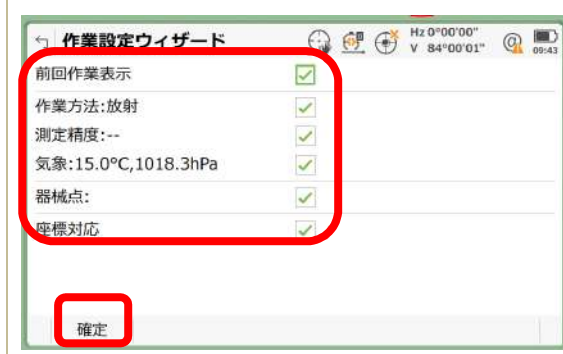 作業設定ウィザード
Hz 0°00'00"
V 84°00'01"
09:43
前回作業表示
作業方法:放射
測定精度:--
気象:15.0°C,1018.3hPa
器械点:
座標対応
確定